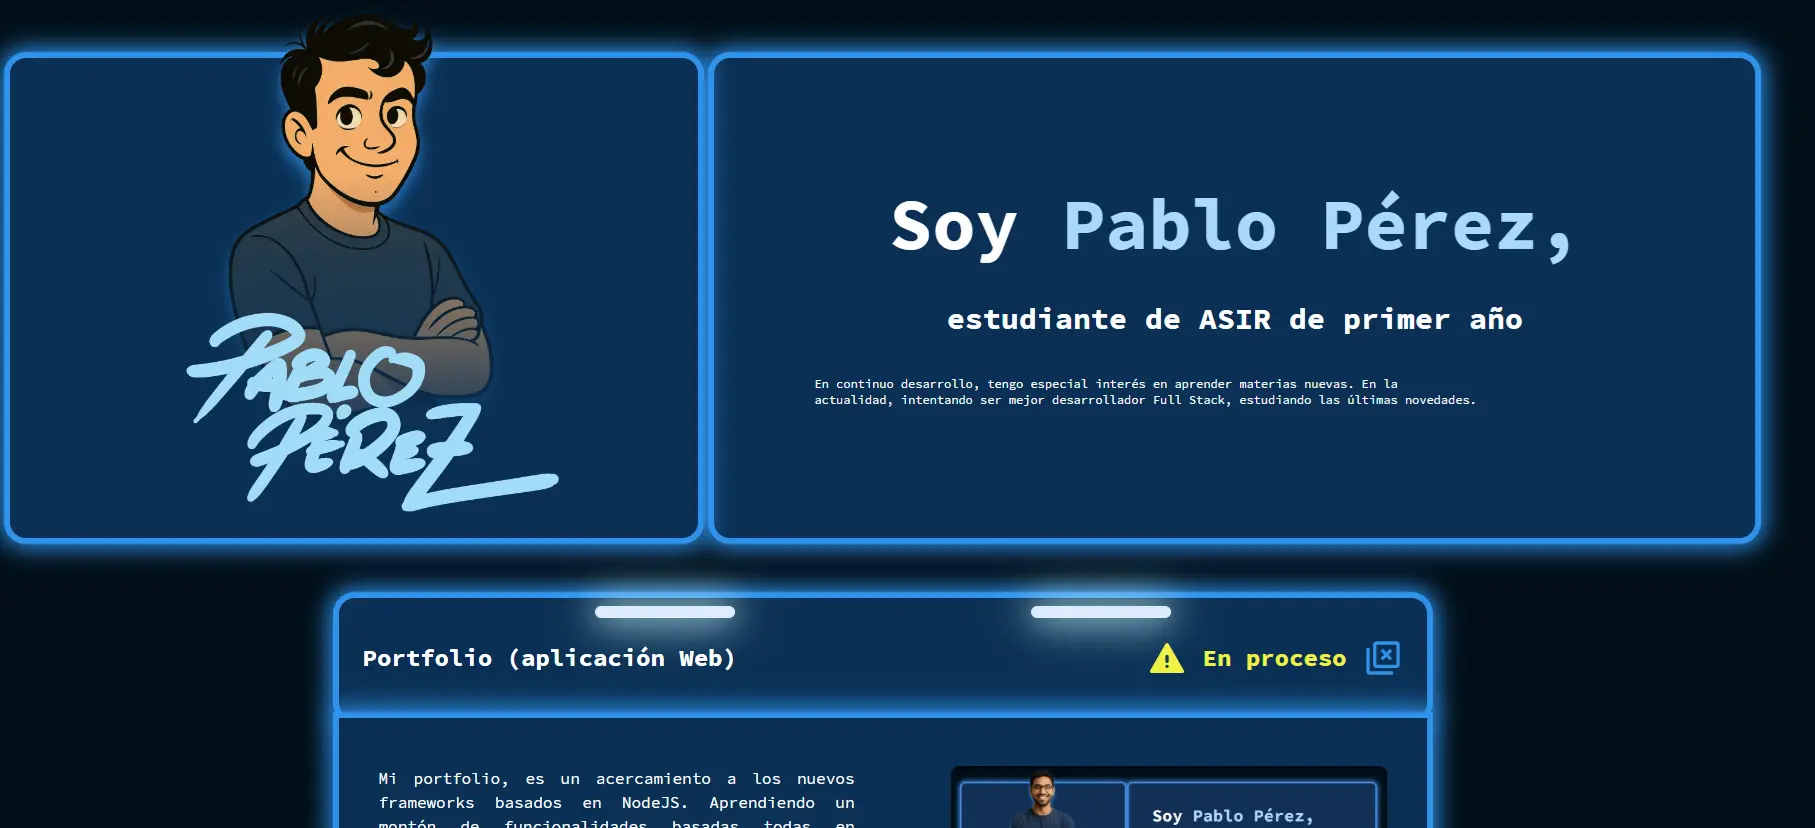 PABLO
PÉREZ
Soy Pablo Pérez,
estudiante de ASIR de primer año
En continuo desarrollo, tengo especial interés en aprender materias nuevas. En la
actualidad, intentando ser mejor desarrollador Full Stack, estudiando las últimas novedades.
Portfolio (aplicación Web)
En proceso
Mi portfolio, es un acercamiento a los nuevos
frameworks basados en NodeJS. Aprendiendo un
montón de funcionalidades basadas todas en
Soy Pablo Pérez,